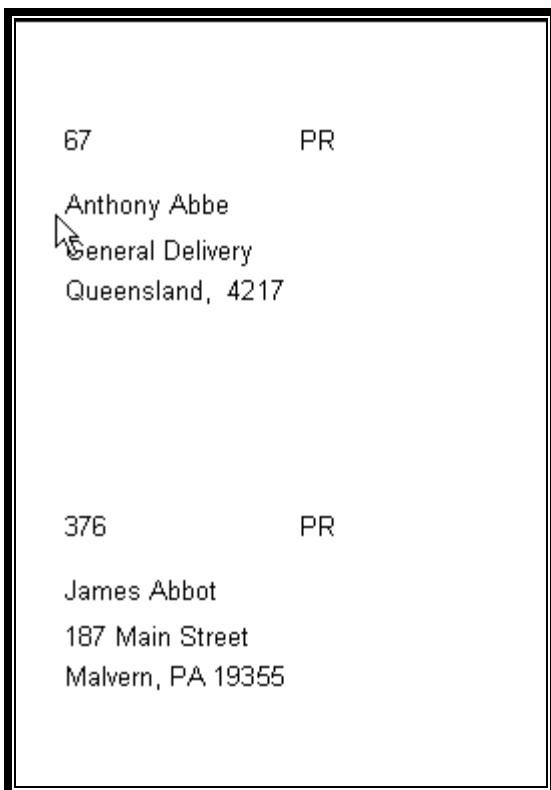 67 PR
Anthony Abbe
General Delivery
Queensland, 4217
376 PR
James Abbot
187 Main Street
Malvern, PA 19355